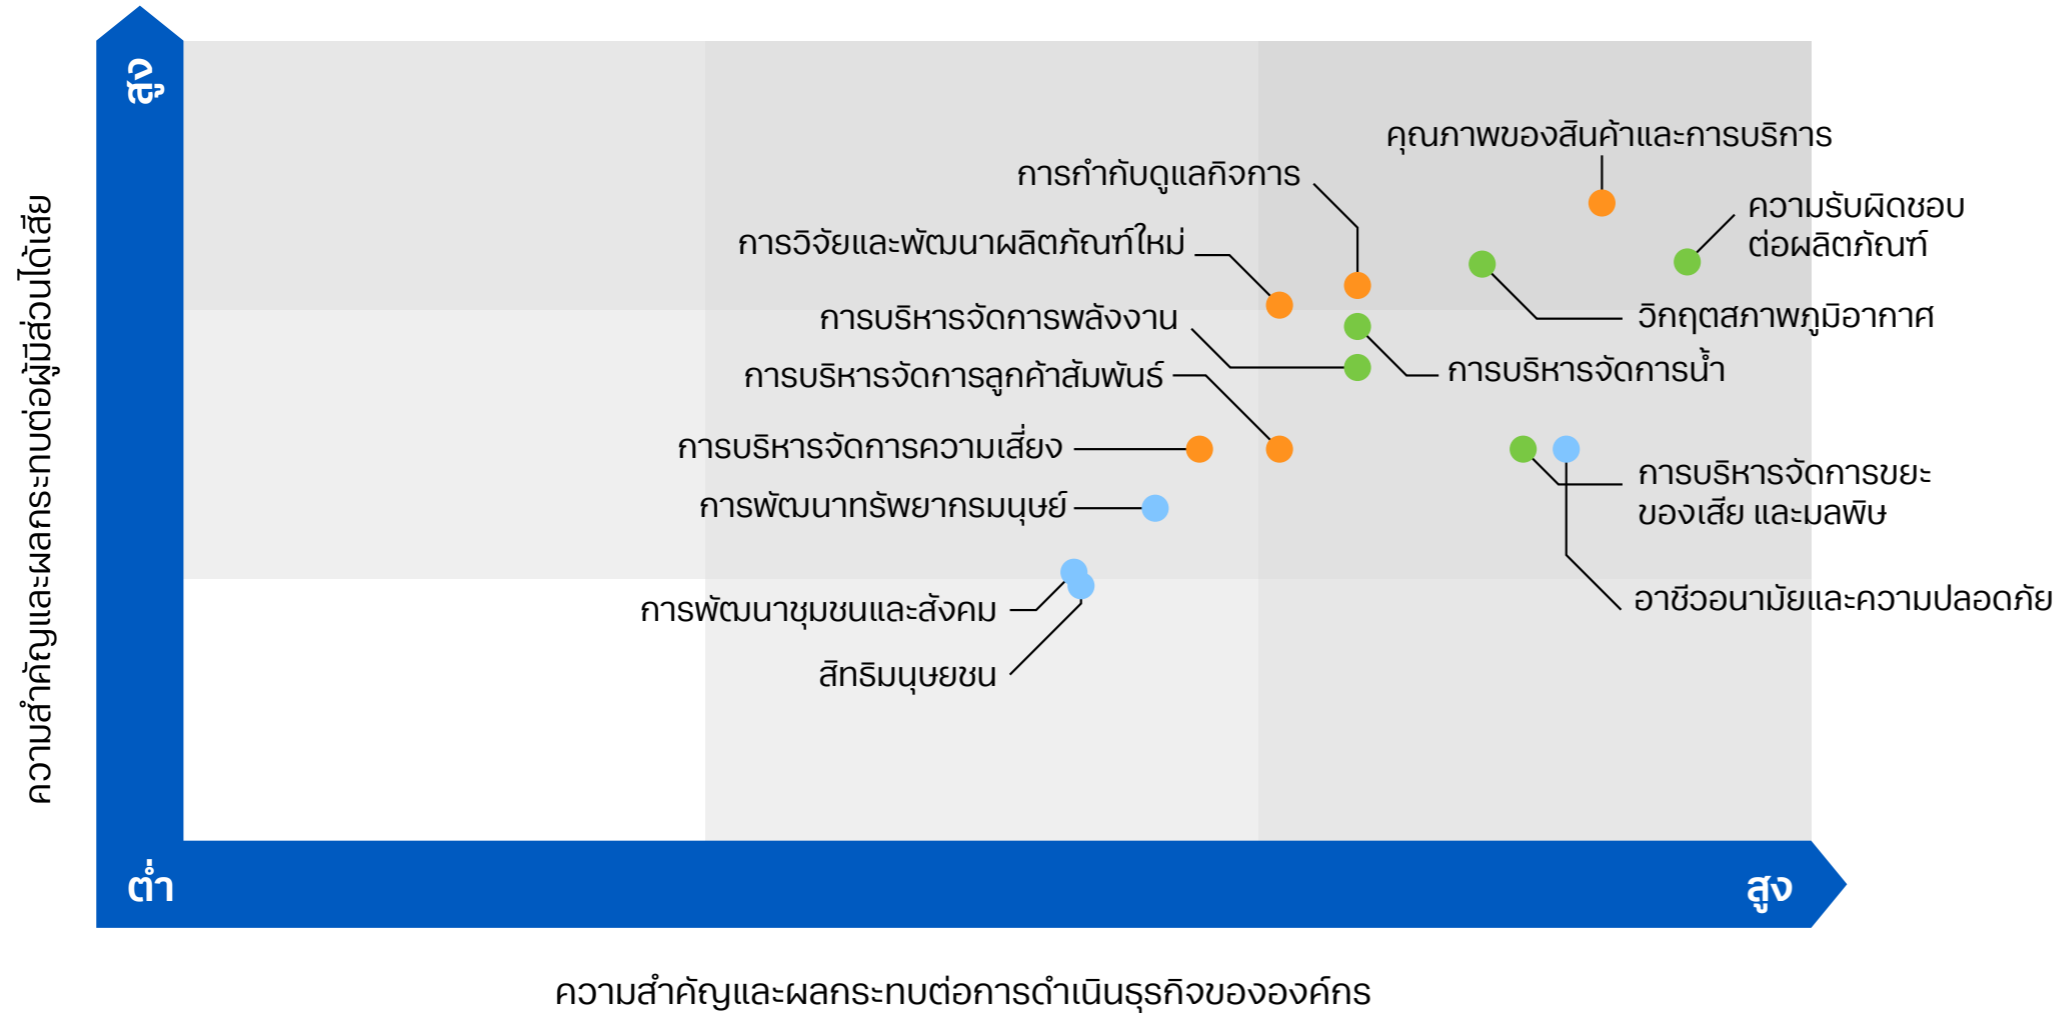 สูง
ความสำคัญและผลกระทบต่อผู้มีส่วนได้เสีย
คุณภาพของสินค้าและการบริการ
การกำกับดูแลกิจการ
ความรับผิดชอบ
ต่อผลิตภัณฑ์
การวิจัยและพัฒนาผลิตภัณฑ์ใหม่
การบริหารจัดการพลังงาน
วิกฤตสภาพภูมิอากาศ
การบริหารจัดการลูกค้าสัมพันธ์
การบริหารจัดการน้ำ
การบริหารจัดการความเสี่ยง
การบริหารจัดการขยะ
ของเสีย และมลพิษ
การพัฒนาทรัพยากรมนุษย์
การพัฒนาชุมชนและสังคม
อาชีวอนามัยและความปลอดภัย
สิทธิมนุษยชน
ต่ำ
สูง
ความสำคัญและผลกระทบต่อการดำเนินธุรกิจขององค์กร